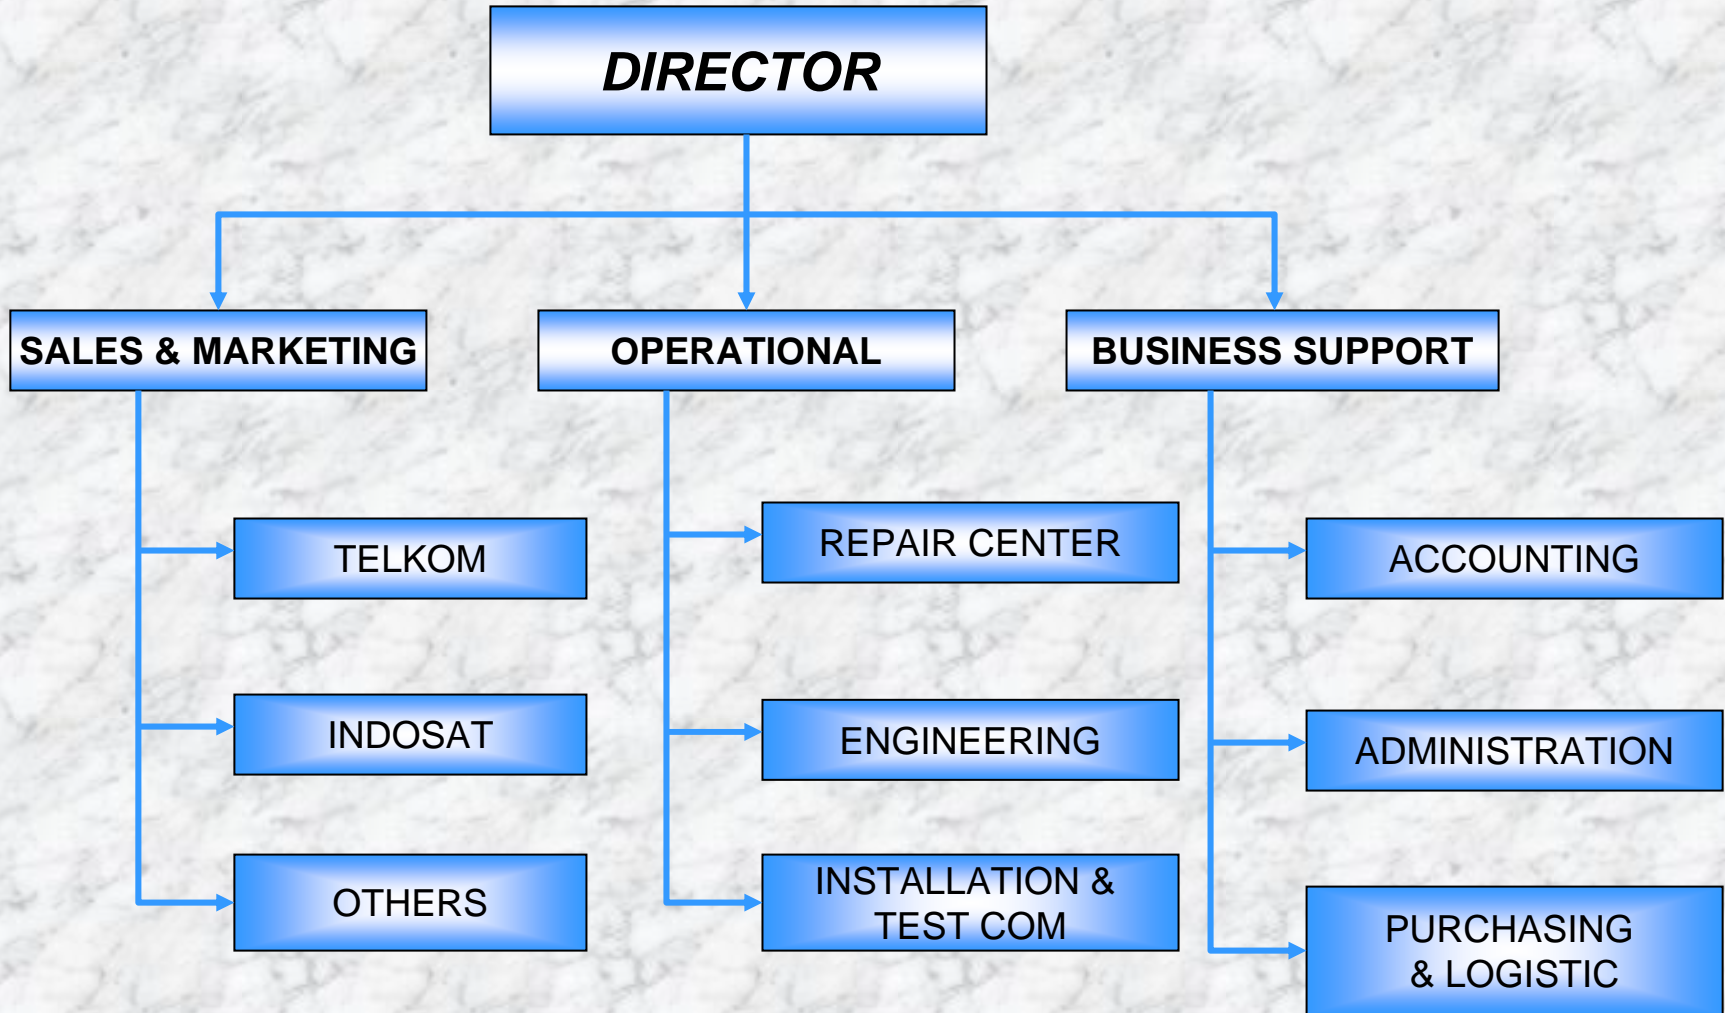 DIRECTOR
SALES & MARKETING
OPERATIONAL
BUSINESS SUPPORT
TELKOM
INDOSAT
OTHERS
REPAIR CENTER
ENGINEERING
INSTALLATION &
TEST COM
ACCOUNTING
ADMINISTRATION
PURCHASING
& LOGISTIC